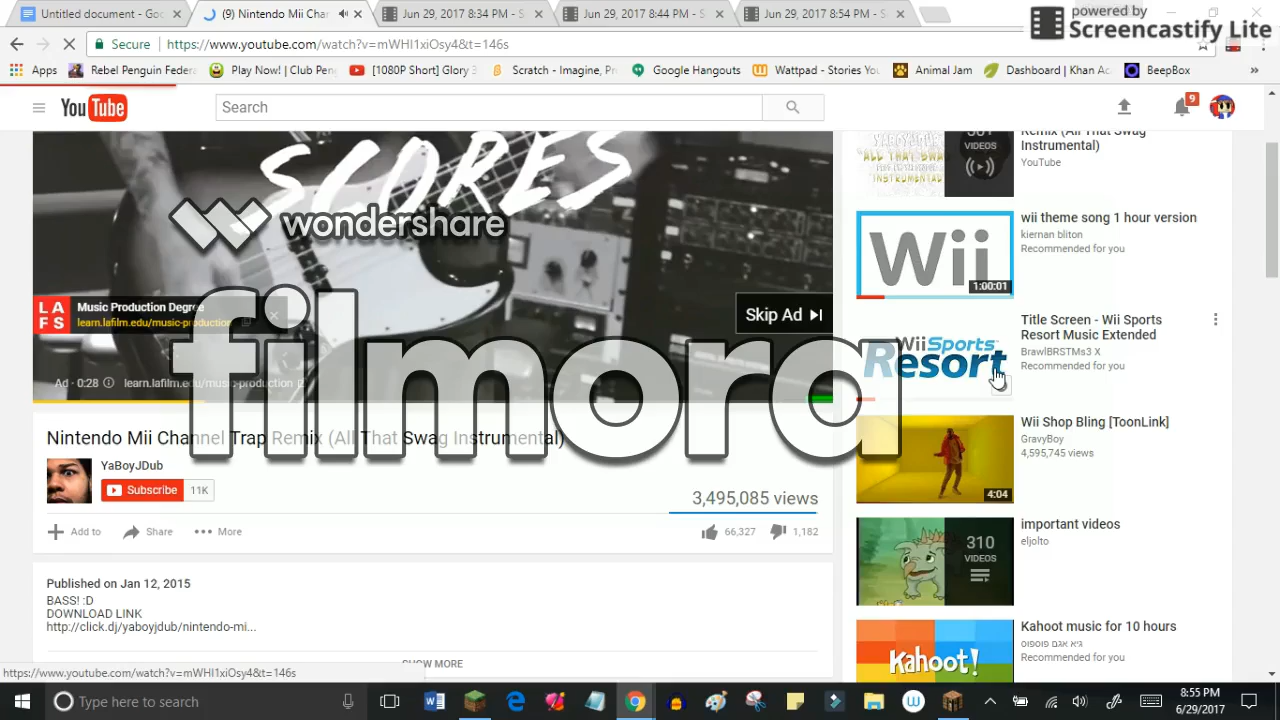 Untitled document - Goo
(9) Nintendo Mii Chan
Jun 29, 2017 8:34 PM - S
Jun 29, 2017 8:44 PM - S
Jun 29, 2017 8:54 PM - S
powered by
Screencastify Lite
Secure
https://www.youtube.com/watch?v=mWHI1xiOsy4&t=146s
Apps
Rebel Penguin Feder
Play Now! | Club Pen
[1080P Short] Glory 3
Scratch - Imagine, Pr
Google Hangouts
Wattpad - Stories You
Animal Jam
Dashboard | Khan Ac
BeepBox
»
YouTube
Search
9
SCORES
wondershare
filmora
LA
FS
Music Production Degree
learn.lafilm.edu/music-production
Skip Ad
Ad · 0:28
learn.lafilm.edu/music-production
Nintendo Mii Channel Trap Remix (All That Swag Instrumental)
YaBoyJDub
Subscribe
11K
3,495,085 views
Add to
Share
More
66,327
1,182
Published on Jan 12, 2015
BASS! :D
DOWNLOAD LINK
http://click.dj/yaboyjdub/nintendo-mi...
SHOW MORE
Remix (All That Swag
Instrumental)
YouTube
VIDEOS
wii theme song 1 hour version
kiernan bliton
Recommended for you
Wii
1:00:01
Title Screen - Wii Sports
Resort Music Extended
BrawlBRSTMs3 X
Recommended for you
Wii Sports
Resort
Wii Shop Bling [ToonLink]
GravyBoy
4,595,745 views
4:04
important videos
eljolto
310
VIDEOS
Kahoot music for 10 hours
גיא אגם פוספוס
Recommended for you
Kahoot!
https://www.youtube.com/watch?v=mWHI1xiOsy4&t=146s
Type here to search
8:55 PM
6/29/2017